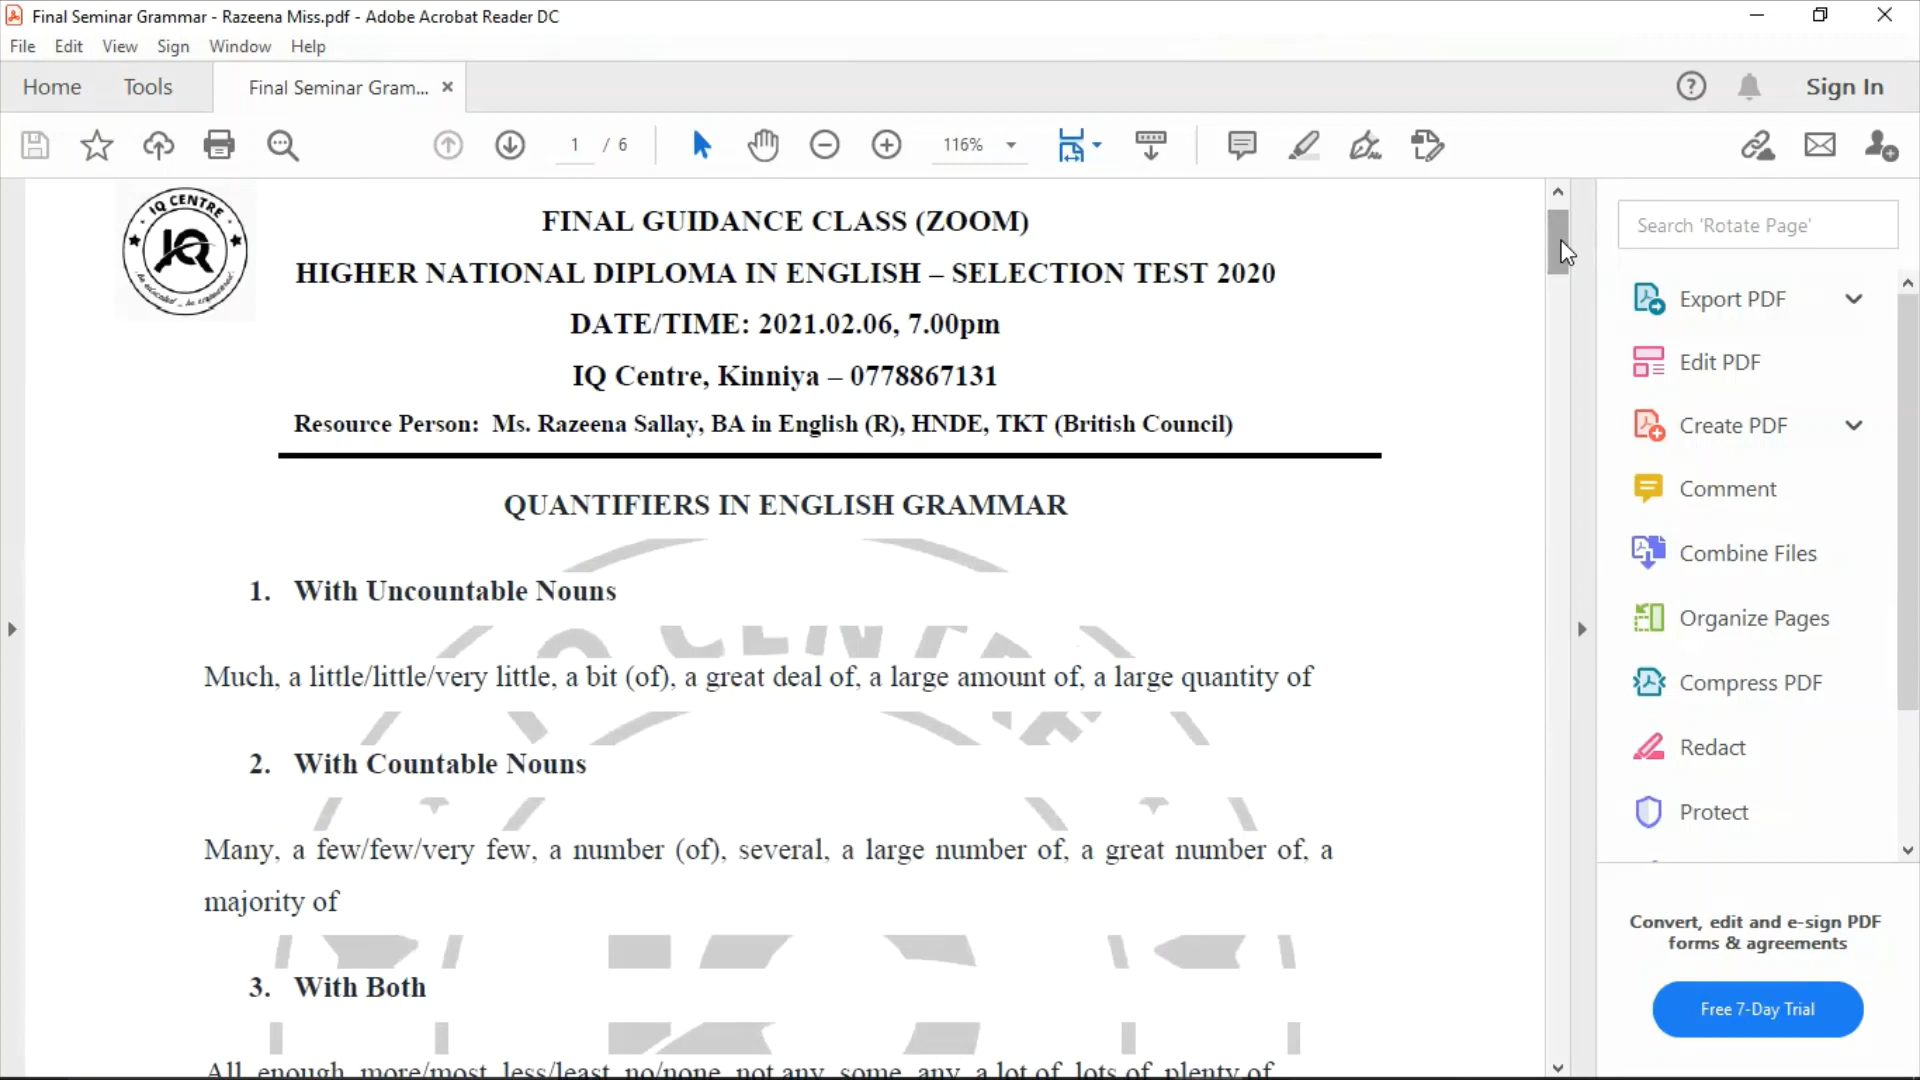 Final Seminar Grammar - Razeena Miss.pdf - Adobe Acrobat Reader DC
File Edit View Sign Window Help
Home Tools Final Seminar Gram... Sign In
1 / 6 116%
IQ CENTRE
IQ
FINAL GUIDANCE CLASS (ZOOM)
HIGHER NATIONAL DIPLOMA IN ENGLISH – SELECTION TEST 2020
DATE/TIME: 2021.02.06, 7.00pm
IQ Centre, Kinniya – 0778867131
Resource Person: Ms. Razeena Sallay, BA in English (R), HNDE, TKT (British Council)
QUANTIFIERS IN ENGLISH GRAMMAR
1. With Uncountable Nouns
Much, a little/little/very little, a bit (of), a great deal of, a large amount of, a large quantity of
2. With Countable Nouns
Many, a few/few/very few, a number (of), several, a large number of, a great number of, a
majority of
3. With Both
All, enough, more/most, less/least, no/none, not any, some, any, a lot of, lots of, plenty of
Search 'Rotate Page'
Export PDF
Edit PDF
Create PDF
Comment
Combine Files
Organize Pages
Compress PDF
Redact
Protect
Convert, edit and e-sign PDF
forms & agreements
Free 7-Day Trial